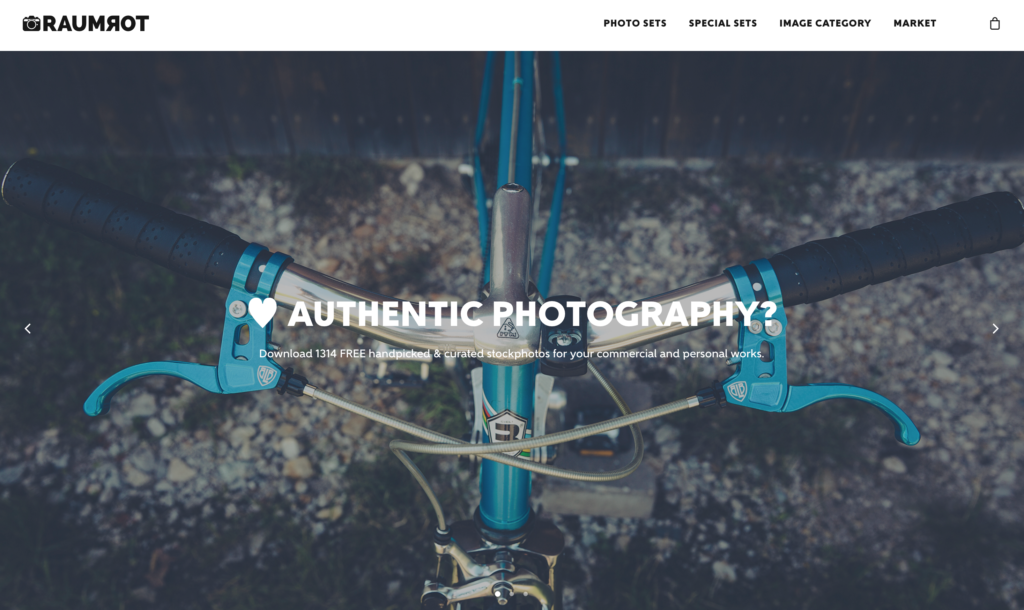 RAUMЯOT
PHOTO SETS SPECIAL SETS IMAGE CATEGORY MARKET
♥ AUTHENTIC PHOTOGRAPHY?
Download 1314 FREE handpicked & curated stockphotos for your commercial and personal works.